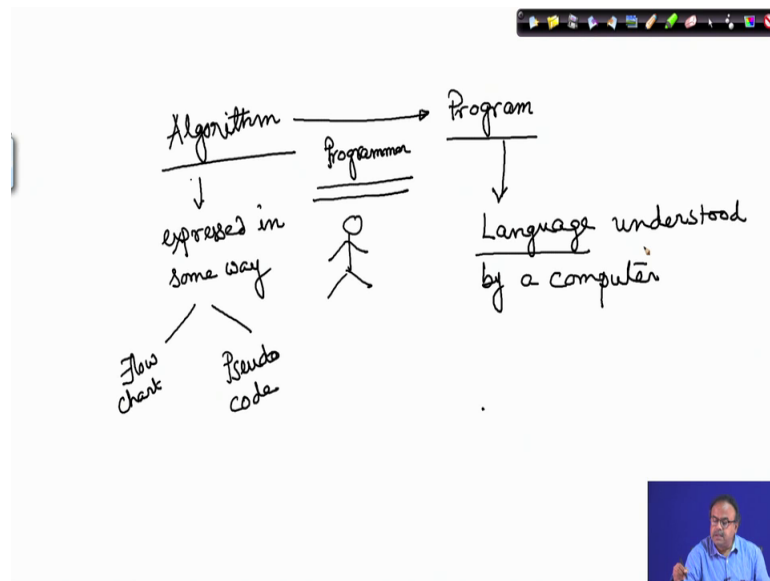 Algorithm
Program
Programmer
expressed in
some way
Language understood
by a computer
Flow
chart
Pseudo
code